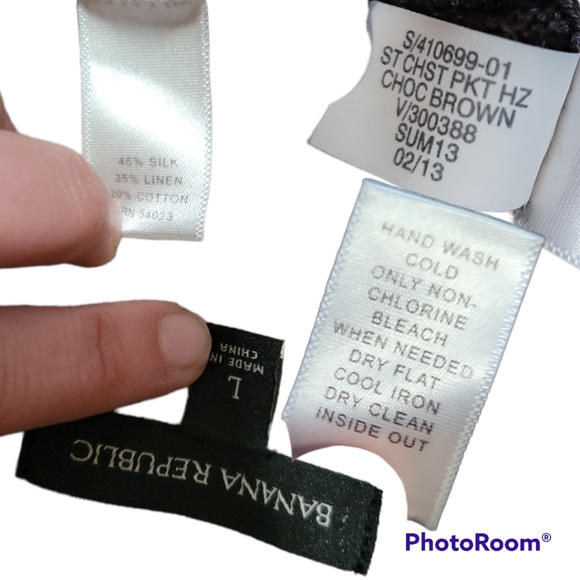 45% SILK
35% LINEN
20% COTTON
RN 54023
S/410699-01
ST CHST PKT HZ
CHOC BROWN
V/300388
SUM13
02/13
HAND WASH
COLD
ONLY NON-
CHLORINE
BLEACH
WHEN NEEDED
DRY FLAT
COOL IRON
DRY CLEAN
INSIDE OUT
L
MADE IN
CHINA
BANANA REPUBLIC
PhotoRoom®